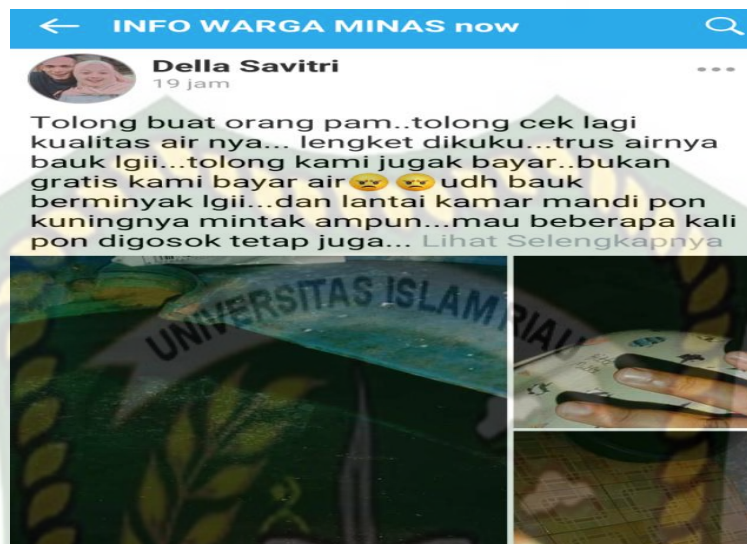 INFO WARGA MINAS now
Della Savitri
19 jam
Tolong buat orang pam..tolong cek lagi
kualitas air nya... lengket dikuku...trus airnya
bauk lgii...tolong kami jugak bayar..bukan
gratis kami bayar air😠😠udh bauk
berminyak lgii...dan lantai kamar mandi pon
kuningnya mintak ampun...mau beberapa kali
pon digosok tetap juga... Lihat Selengkapnya
UNIVERSITAS ISLAM RIAU